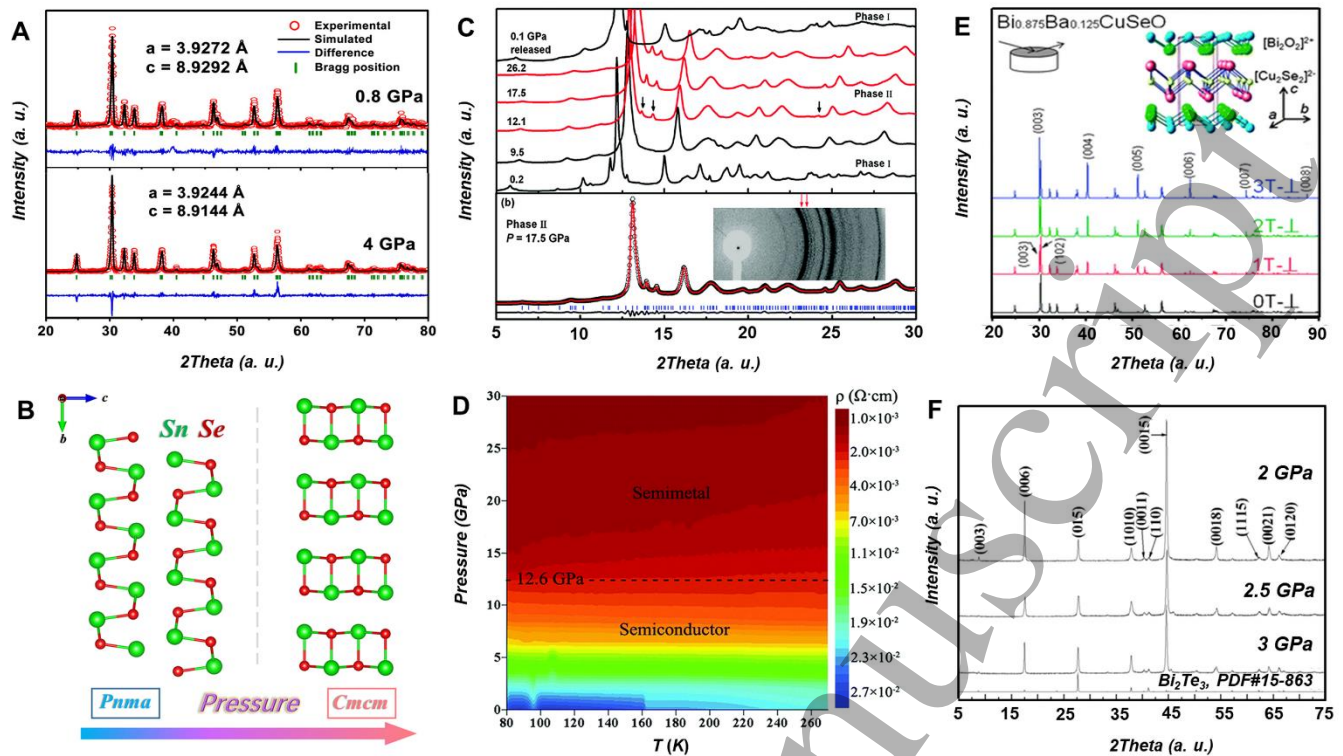 A
Experimental
Simulated
Difference
Bragg position
a = 3.9272 Å
c = 8.9292 Å
0.8 GPa
a = 3.9244 Å
c = 8.9144 Å
4 GPa
Intensity (a. u.)
20 30 40 50 60 70 80
2Theta (a. u.)
B
c
b
Sn Se
Pnma
Pressure
Cmcm
C
0.1 GPa
released
Phase I
26.2
17.5
Phase II
12.1
9.5
Phase I
0.2
(b)
Phase II
P = 17.5 GPa
Intensity (a. u.)
5 10 15 20 25 30
2Theta (a. u.)
D
Pressure (GPa)
30
25
20
15
10
5
0
Semimetal
12.6 GPa
Semiconductor
80 100 120 140 160 180 200 220 240 260
T (K)
ρ (Ω·cm)
1.0×10⁻³
2.0×10⁻³
4.0×10⁻³
7.0×10⁻³
1.1×10⁻²
1.5×10⁻²
1.9×10⁻²
2.3×10⁻²
2.7×10⁻²
E
Bi0.875Ba0.125CuSeO
[Bi₂O₂]²⁺
[Cu₂Se₂]²⁻
c
a
b
(003)
(004)
(005)
(006)
(007)
(008)
3T-⊥
2T-⊥
(003)
(102)
1T-⊥
0T-⊥
Intensity (a. u.)
20 30 40 50 60 70 80 90
2Theta (a. u.)
F
(003)
(006)
(015)
(1010)
(0011)
(110)
(0015)
(0018)
(1115)
(0021)
(0120)
2 GPa
2.5 GPa
3 GPa
Bi₂Te₃, PDF#15-863
Intensity (a. u.)
5 15 25 35 45 55 65 75
2Theta (a. u.)
nuscript